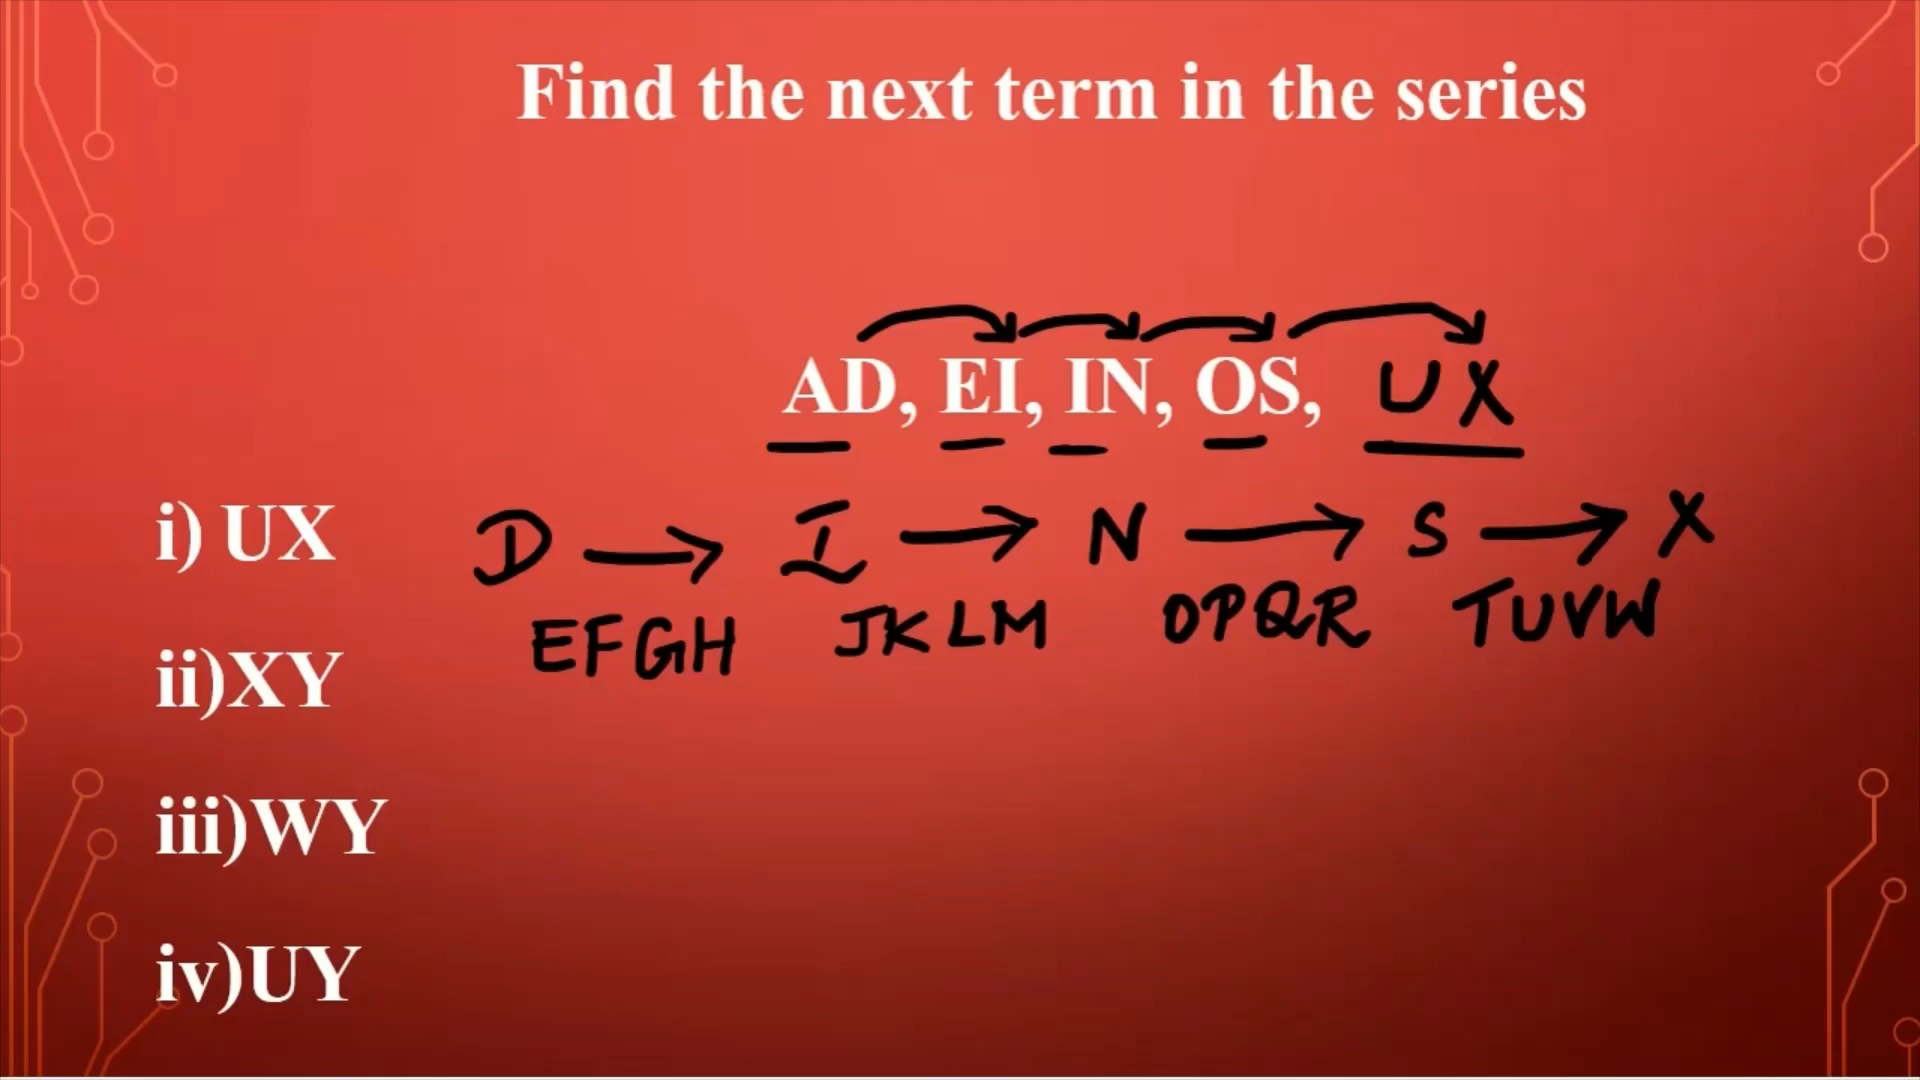 Find the next term in the series
AD, EI, IN, OS, UX
i) UX
D → I → N → S → X
EFGH JKLM OPQR TUVW
ii)XY
iii)WY
iv)UY